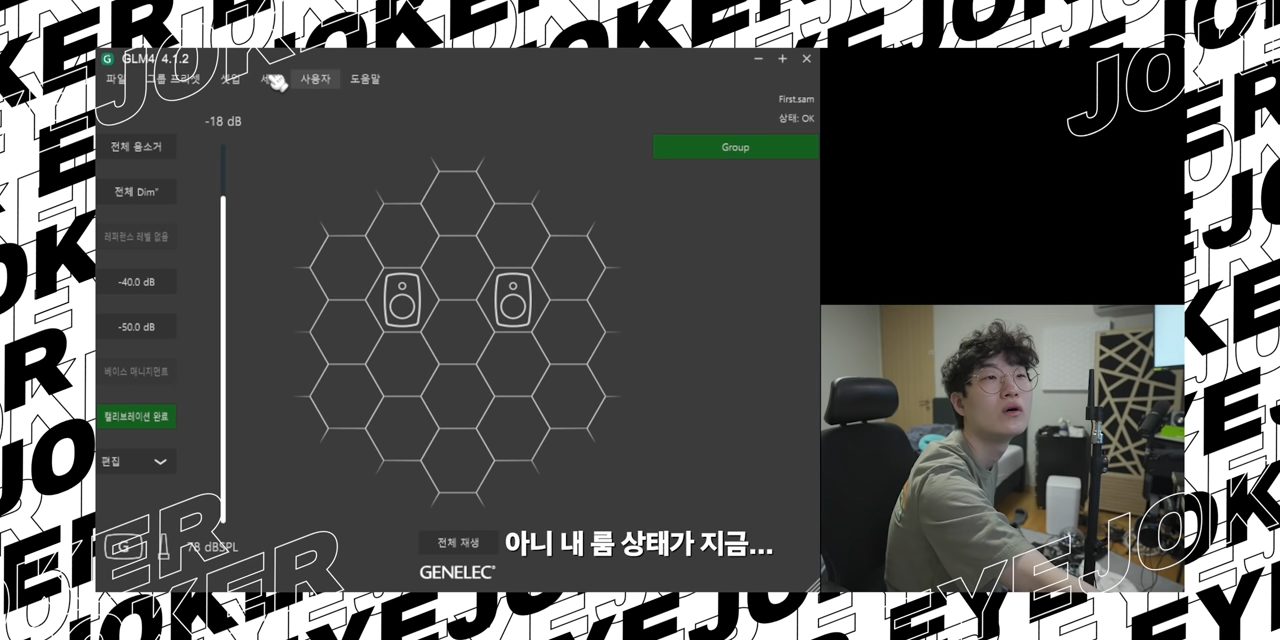 GLM4 4.1.2
파일 그룹 프리셋 셋업 사용자 도움말
First.sam
상태: OK
-18 dB
Group
전체 음소거
전체 Dim*
레퍼런스 레벨 없음
-40.0 dB
-50.0 dB
베이스 매니지먼트
캘리브레이션 완료
편집
G
78 dBSPL
전체 재생
아니 내 룸 상태가 지금...
GENELEC®
JOKER
EYEJOKER